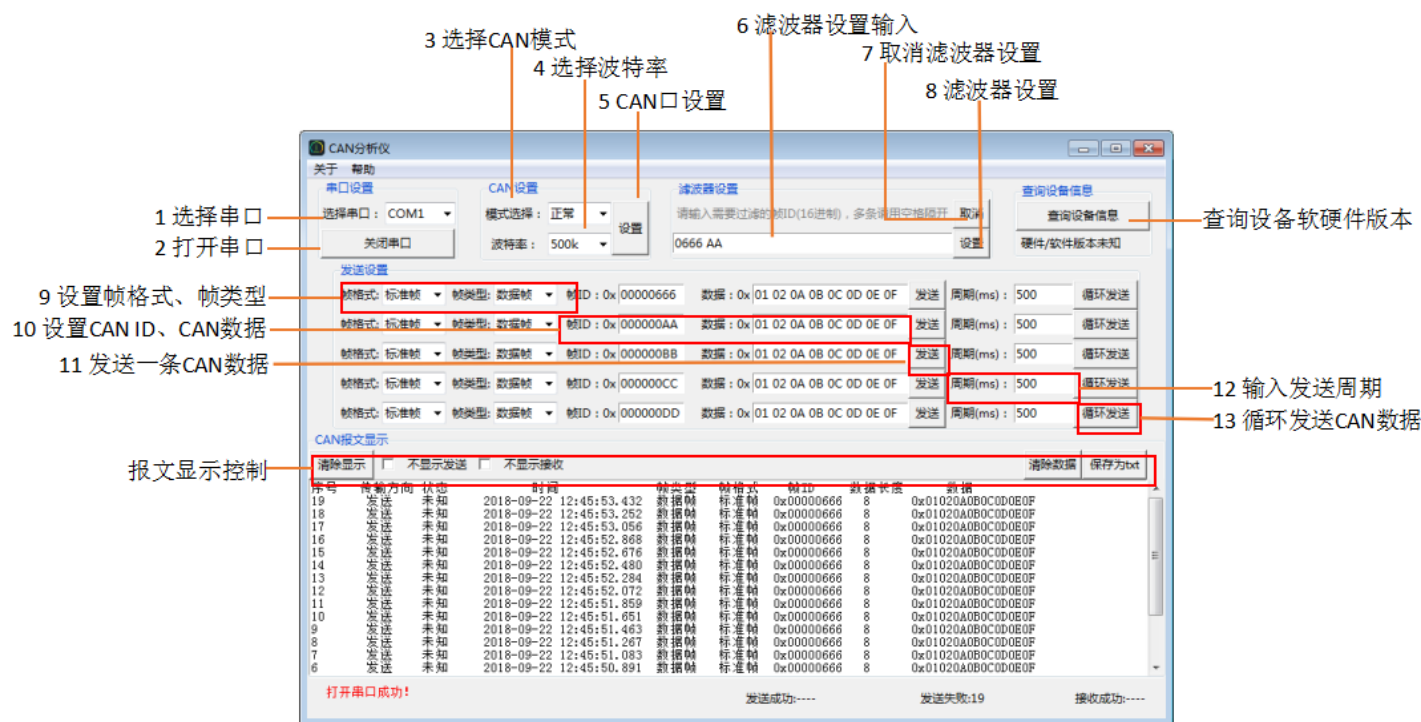 6 滤波器设置输入
3 选择CAN模式
7 取消滤波器设置
4 选择波特率
8 滤波器设置
5 CAN口设置
CAN分析仪
关于 帮助
串口设置 CAN设置 滤波器设置 查询设备信息
1 选择串口 选择串口： COM1 模式选择： 正常 设置 请输入需要过滤的帧ID(16进制)，多条请用空格隔开 取消 查询设备信息 查询设备软硬件版本
2 打开串口 关闭串口 波特率： 500k 0666 AA 设置 硬件/软件版本未知
发送设置
9 设置帧格式、帧类型 帧格式: 标准帧 帧类型: 数据帧 帧ID：0x 00000666 数据：0x 01 02 0A 0B 0C 0D 0E 0F 发送 周期(ms)： 500 循环发送
10 设置CAN ID、CAN数据 帧格式: 标准帧 帧类型: 数据帧 帧ID：0x 000000AA 数据：0x 01 02 0A 0B 0C 0D 0E 0F 发送 周期(ms)： 500 循环发送
11 发送一条CAN数据 帧格式: 标准帧 帧类型: 数据帧 帧ID：0x 000000BB 数据：0x 01 02 0A 0B 0C 0D 0E 0F 发送 周期(ms)： 500 循环发送
帧格式: 标准帧 帧类型: 数据帧 帧ID：0x 000000CC 数据：0x 01 02 0A 0B 0C 0D 0E 0F 发送 周期(ms)： 500 循环发送 12 输入发送周期
帧格式: 标准帧 帧类型: 数据帧 帧ID：0x 000000DD 数据：0x 01 02 0A 0B 0C 0D 0E 0F 发送 周期(ms)： 500 循环发送 13 循环发送CAN数据
CAN报文显示
报文显示控制 清除显示 不显示发送 不显示接收 清除数据 保存为txt
序号 传输方向 状态 时间 帧类型 帧格式 帧ID 数据长度 数据
19 发送 未知 2018-09-22 12:45:53.432 数据帧 标准帧 0x00000666 8 0x01020A0B0C0D0E0F
18 发送 未知 2018-09-22 12:45:53.252 数据帧 标准帧 0x00000666 8 0x01020A0B0C0D0E0F
17 发送 未知 2018-09-22 12:45:53.056 数据帧 标准帧 0x00000666 8 0x01020A0B0C0D0E0F
16 发送 未知 2018-09-22 12:45:52.868 数据帧 标准帧 0x00000666 8 0x01020A0B0C0D0E0F
15 发送 未知 2018-09-22 12:45:52.676 数据帧 标准帧 0x00000666 8 0x01020A0B0C0D0E0F
14 发送 未知 2018-09-22 12:45:52.480 数据帧 标准帧 0x00000666 8 0x01020A0B0C0D0E0F
13 发送 未知 2018-09-22 12:45:52.284 数据帧 标准帧 0x00000666 8 0x01020A0B0C0D0E0F
12 发送 未知 2018-09-22 12:45:52.072 数据帧 标准帧 0x00000666 8 0x01020A0B0C0D0E0F
11 发送 未知 2018-09-22 12:45:51.859 数据帧 标准帧 0x00000666 8 0x01020A0B0C0D0E0F
10 发送 未知 2018-09-22 12:45:51.651 数据帧 标准帧 0x00000666 8 0x01020A0B0C0D0E0F
9 发送 未知 2018-09-22 12:45:51.463 数据帧 标准帧 0x00000666 8 0x01020A0B0C0D0E0F
8 发送 未知 2018-09-22 12:45:51.267 数据帧 标准帧 0x00000666 8 0x01020A0B0C0D0E0F
7 发送 未知 2018-09-22 12:45:51.083 数据帧 标准帧 0x00000666 8 0x01020A0B0C0D0E0F
6 发送 未知 2018-09-22 12:45:50.891 数据帧 标准帧 0x00000666 8 0x01020A0B0C0D0E0F
打开串口成功! 发送成功:---- 发送失败:19 接收成功:----